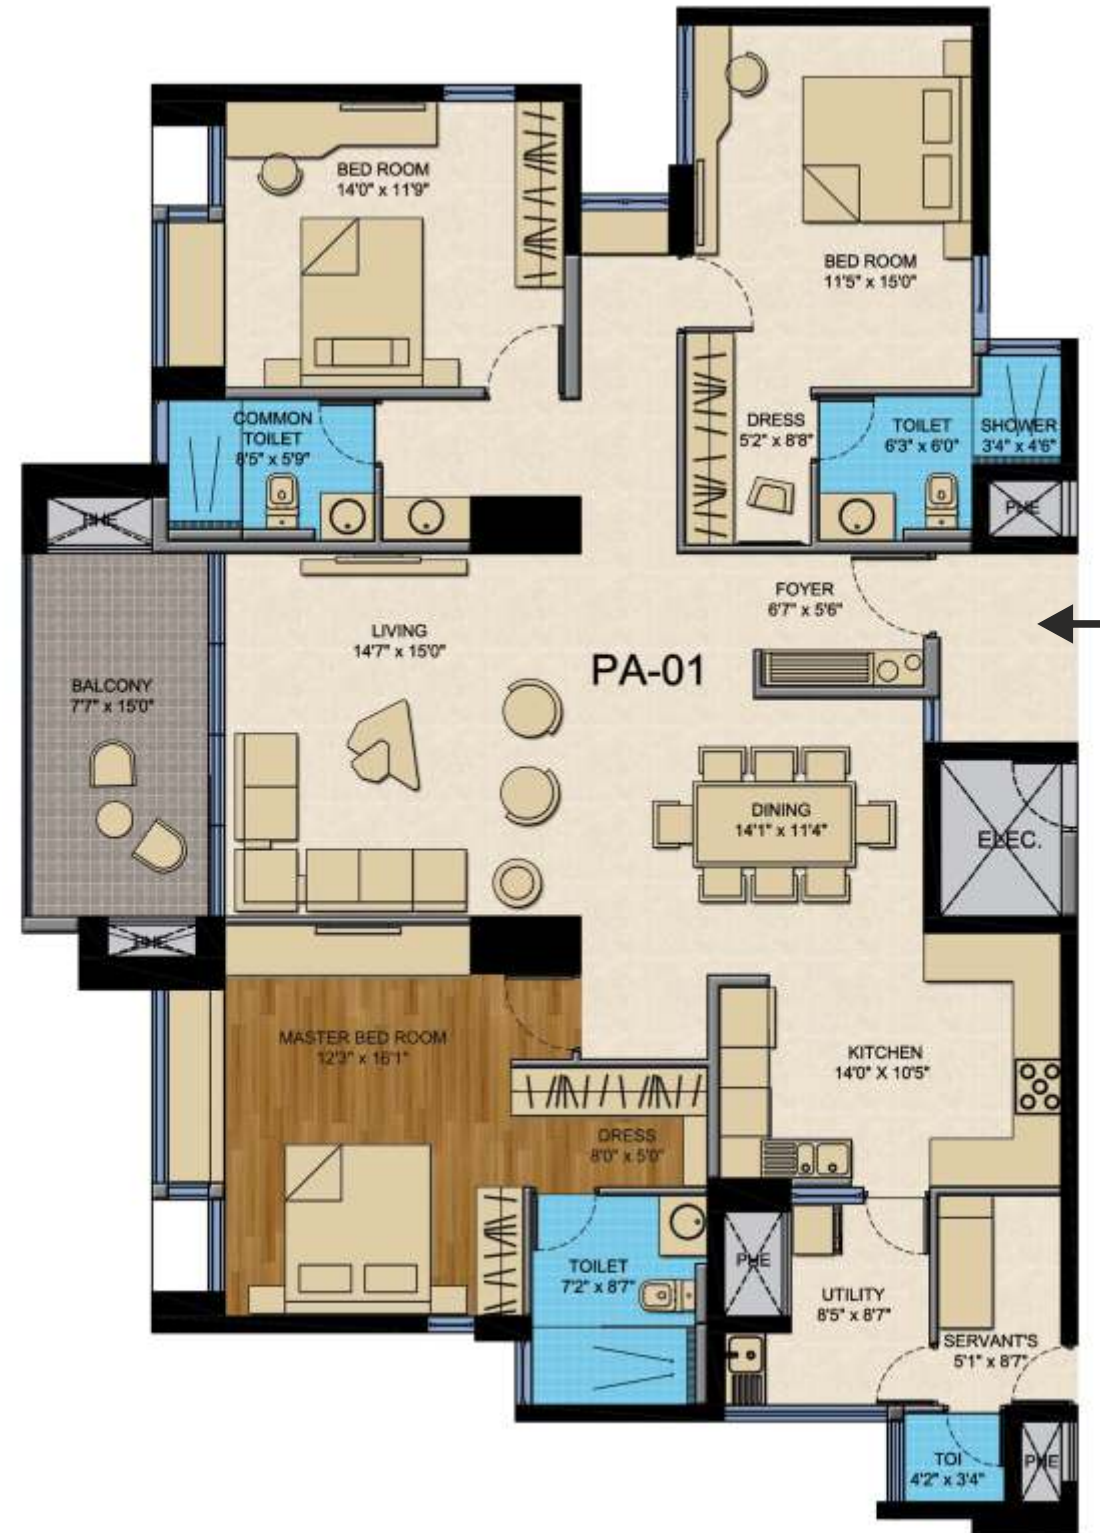 BED ROOM
14'0" x 11'9"
BED ROOM
11'5" x 15'0"
COMMON
TOILET
8'5" x 5'9"
DRESS
5'2" x 8'8"
TOILET
6'3" x 6'0"
SHOWER
3'4" x 4'6"
PHE
PHE
FOYER
6'7" x 5'6"
LIVING
14'7" x 15'0"
PA-01
BALCONY
7'7" x 15'0"
DINING
14'1" x 11'4"
ELEC.
PHE
MASTER BED ROOM
12'3" x 16'1"
KITCHEN
14'0" X 10'5"
DRESS
8'0" x 5'0"
TOILET
7'2" x 8'7"
PHE
UTILITY
8'5" x 8'7"
SERVANT'S
5'1" x 8'7"
TOI
4'2" x 3'4"
PHE